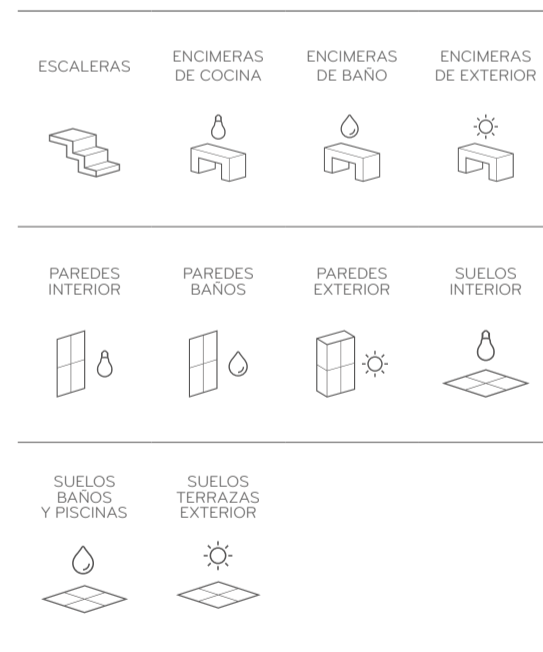 ESCALERAS
ENCIMERAS
DE COCINA
ENCIMERAS
DE BAÑO
ENCIMERAS
DE EXTERIOR
PAREDES
INTERIOR
PAREDES
BAÑOS
PAREDES
EXTERIOR
SUELOS
INTERIOR
SUELOS
BAÑOS
Y PISCINAS
SUELOS
TERRAZAS
EXTERIOR